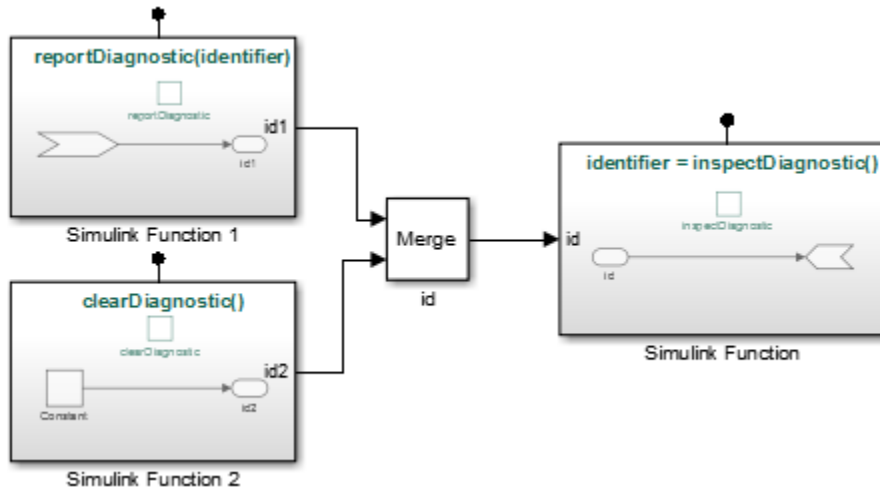 reportDiagnostic(identifier)
reportDiagnostic
id1
id1
Simulink Function 1
clearDiagnostic()
clearDiagnostic
id2
Constant
id2
Simulink Function 2
Merge
id
identifier = inspectDiagnostic()
inspectDiagnostic
id
id
Simulink Function